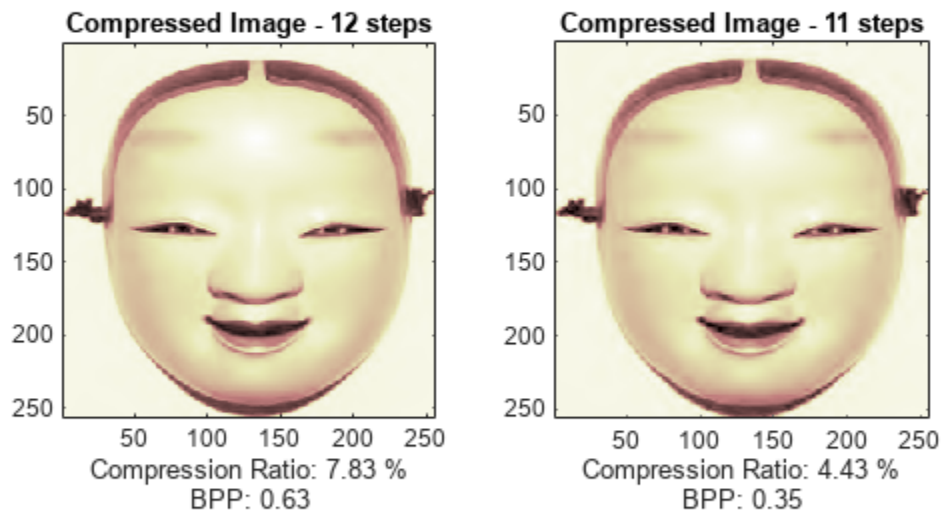 Compressed Image - 12 steps
50
100
150
200
250
50 100 150 200 250
Compression Ratio: 7.83 %
BPP: 0.63
Compressed Image - 11 steps
50
100
150
200
250
50 100 150 200 250
Compression Ratio: 4.43 %
BPP: 0.35